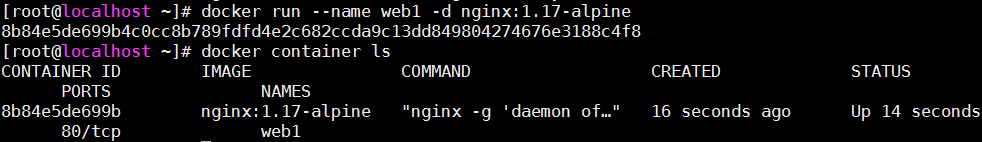 [root@localhost ~]# docker run --name web1 -d nginx:1.17-alpine
8b84e5de699b4c0cc8b789fdfd4e2c682ccda9c13dd849804274676e3188c4f8
[root@localhost ~]# docker container ls
CONTAINER ID        IMAGE               COMMAND                  CREATED             STATUS
      PORTS               NAMES
8b84e5de699b        nginx:1.17-alpine   "nginx -g 'daemon of…"   16 seconds ago      Up 14 seconds
      80/tcp              web1